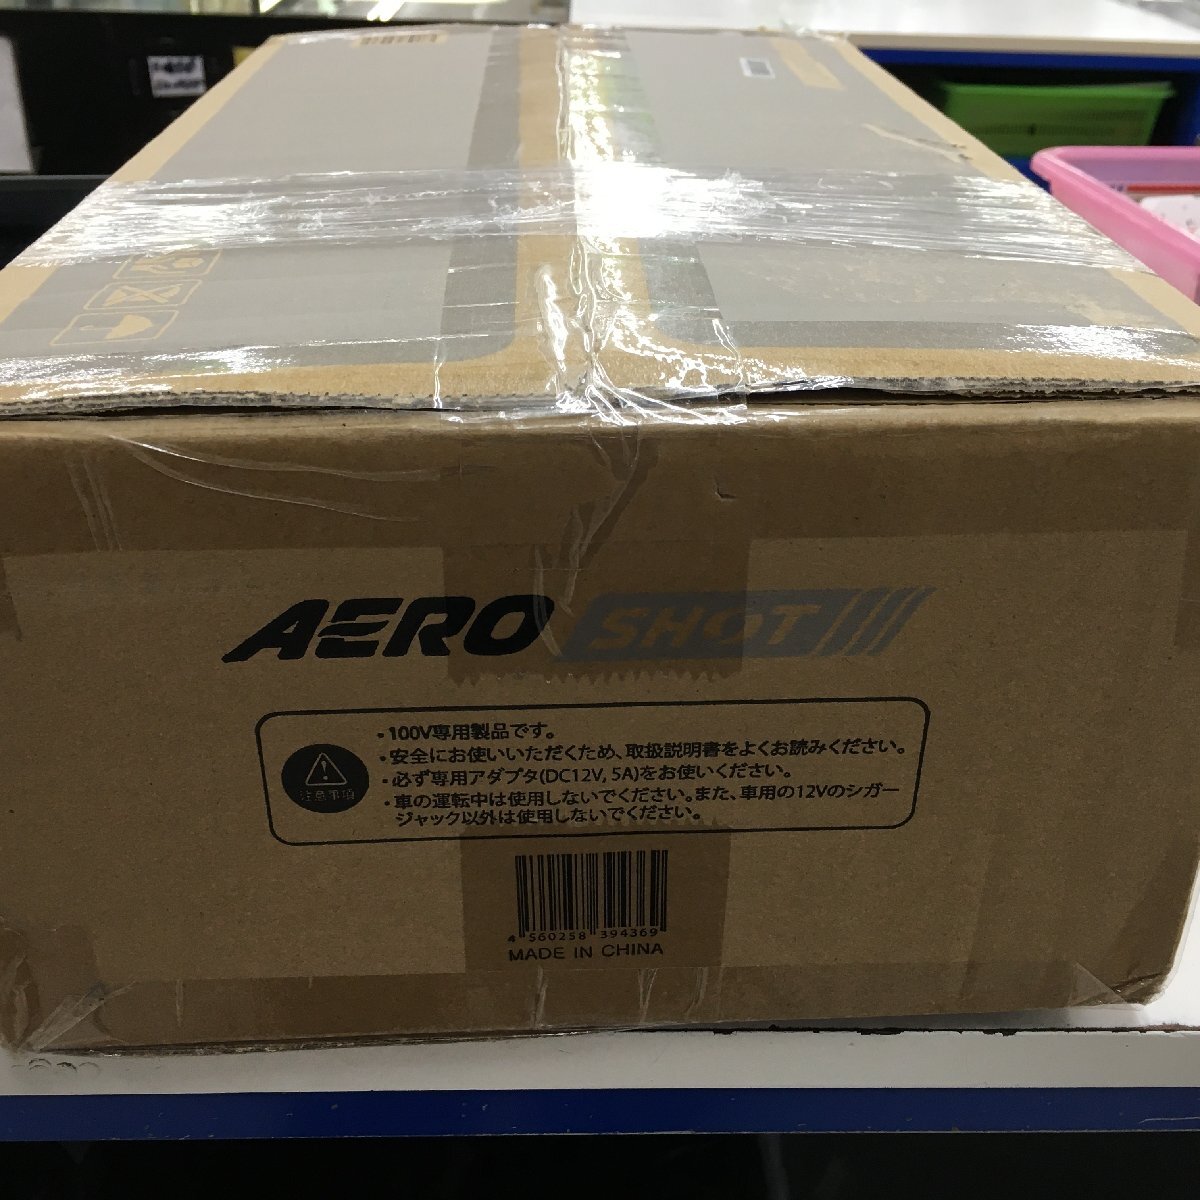 AERO SHOT
・100V専用製品です。
・安全にお使いいただくため、取扱説明書をよくお読みください。
・必ず専用アダプタ(DC12V, 5A)をお使いください。
・車の運転中は使用しないでください。また、車用の12Vのシガー
ジャック以外は使用しないでください。
注意事項
4 560258 394369
MADE IN CHINA